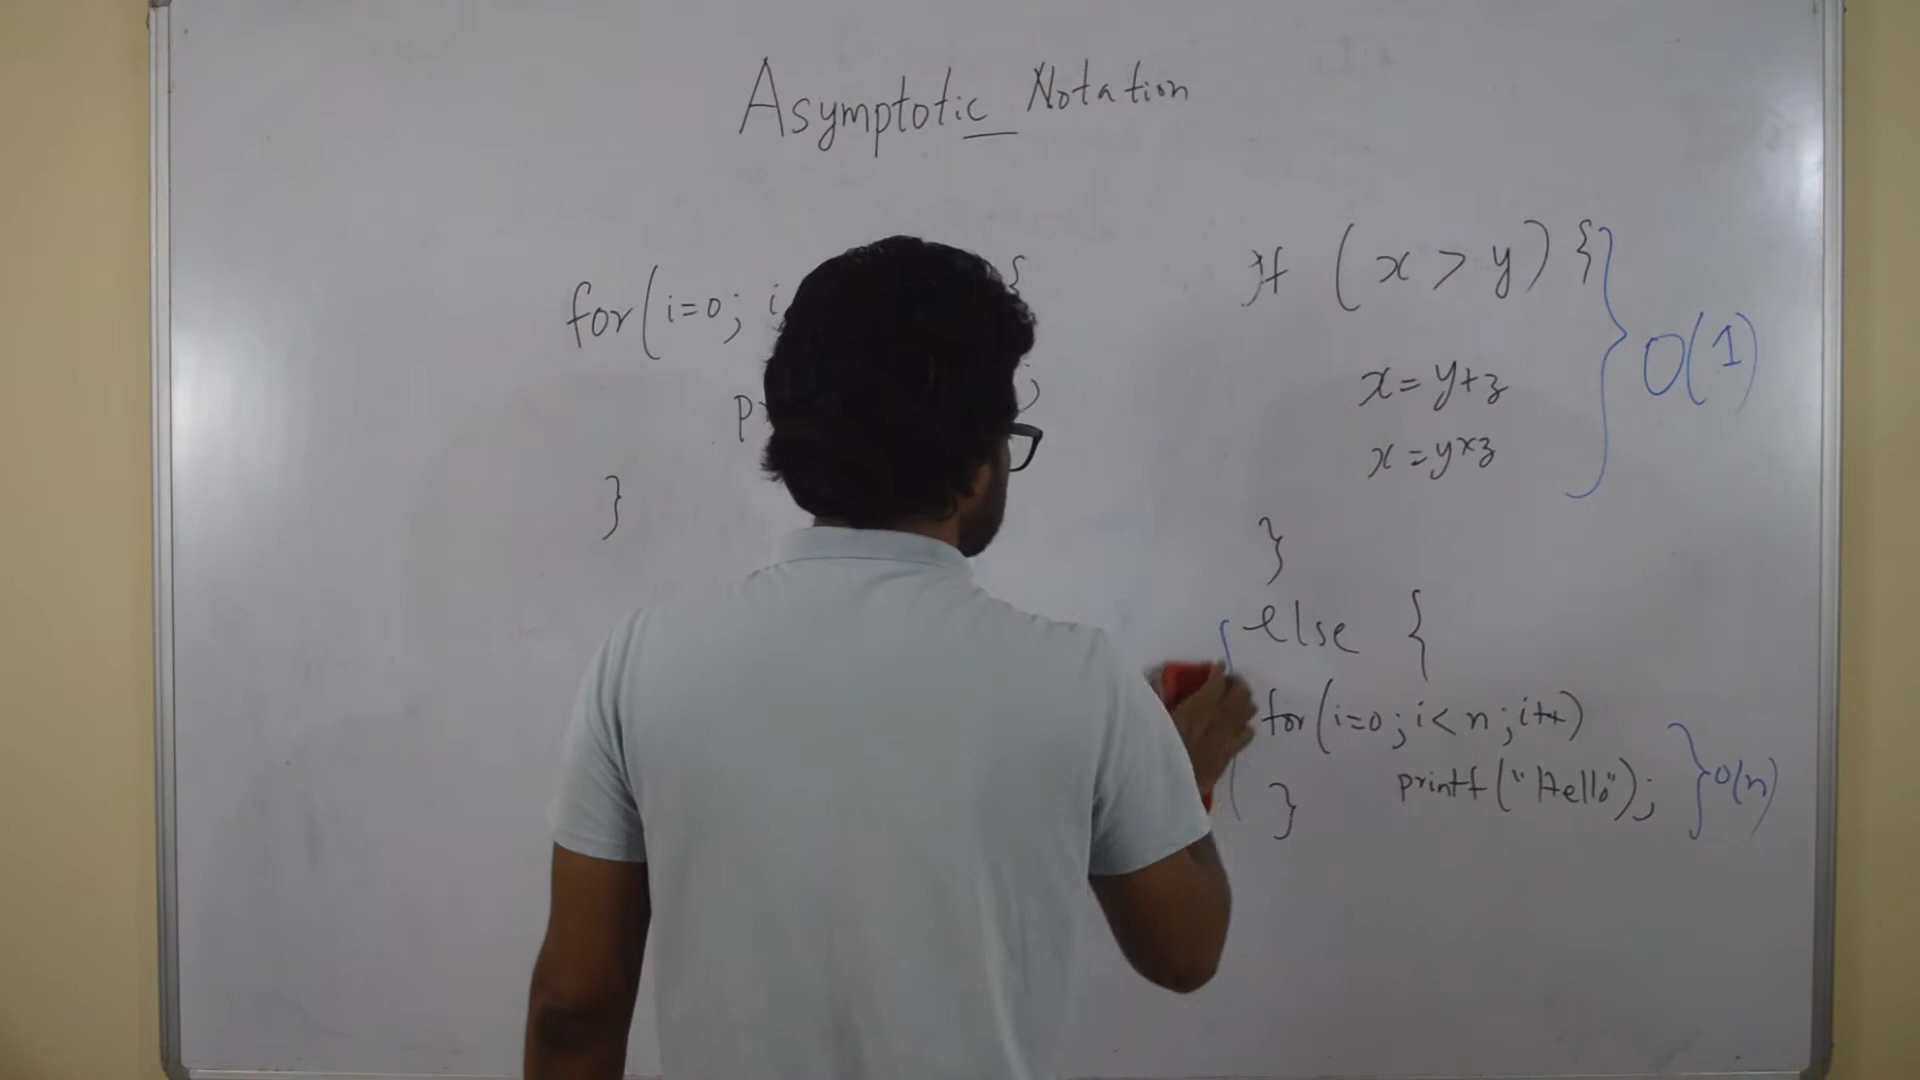 Asymptotic Notation
for(i=0; i {
;
}
if (x > y) {
x = y+z
x = y*z
} O(1)
}
else {
for(i=0; i < n; i++)
printf("Hello");
} O(n)
}